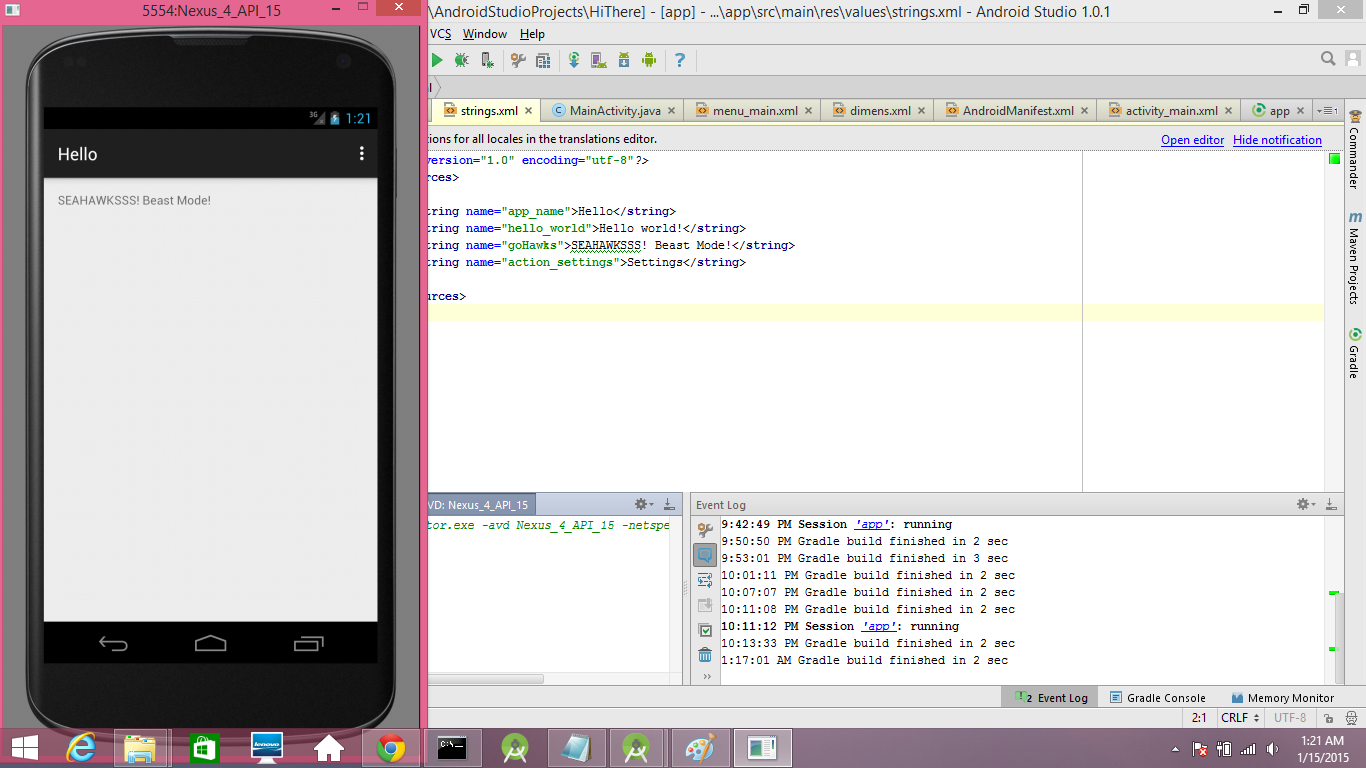 5554:Nexus_4_API_15
\AndroidStudioProjects\HiThere] - [app] - ...\app\src\main\res\values\strings.xml - Android Studio 1.0.1
VCS Window Help
strings.xml
MainActivity.java
menu_main.xml
dimens.xml
AndroidManifest.xml
activity_main.xml
app
3G 1:21
Hello
SEAHAWKSSS! Beast Mode!
tions for all locales in the translations editor.
Open editor Hide notification
version="1.0" encoding="utf-8"?>
rces>
tring name="app_name">Hello</string>
tring name="hello_world">Hello world!</string>
tring name="goHawks">SEAHAWKSSS! Beast Mode!</string>
tring name="action_settings">Settings</string>
urces>
Commander
Maven Projects
Gradle
VD: Nexus_4_API_15
tor.exe -avd Nexus_4_API_15 -netspe
Event Log
9:42:49 PM Session 'app': running
9:50:50 PM Gradle build finished in 2 sec
9:53:01 PM Gradle build finished in 3 sec
10:01:11 PM Gradle build finished in 2 sec
10:07:07 PM Gradle build finished in 2 sec
10:11:08 PM Gradle build finished in 2 sec
10:11:12 PM Session 'app': running
10:13:33 PM Gradle build finished in 2 sec
1:17:01 AM Gradle build finished in 2 sec
2 Event Log
Gradle Console
Memory Monitor
2:1 CRLF UTF-8
lenovo
C:\
1:21 AM
1/15/2015